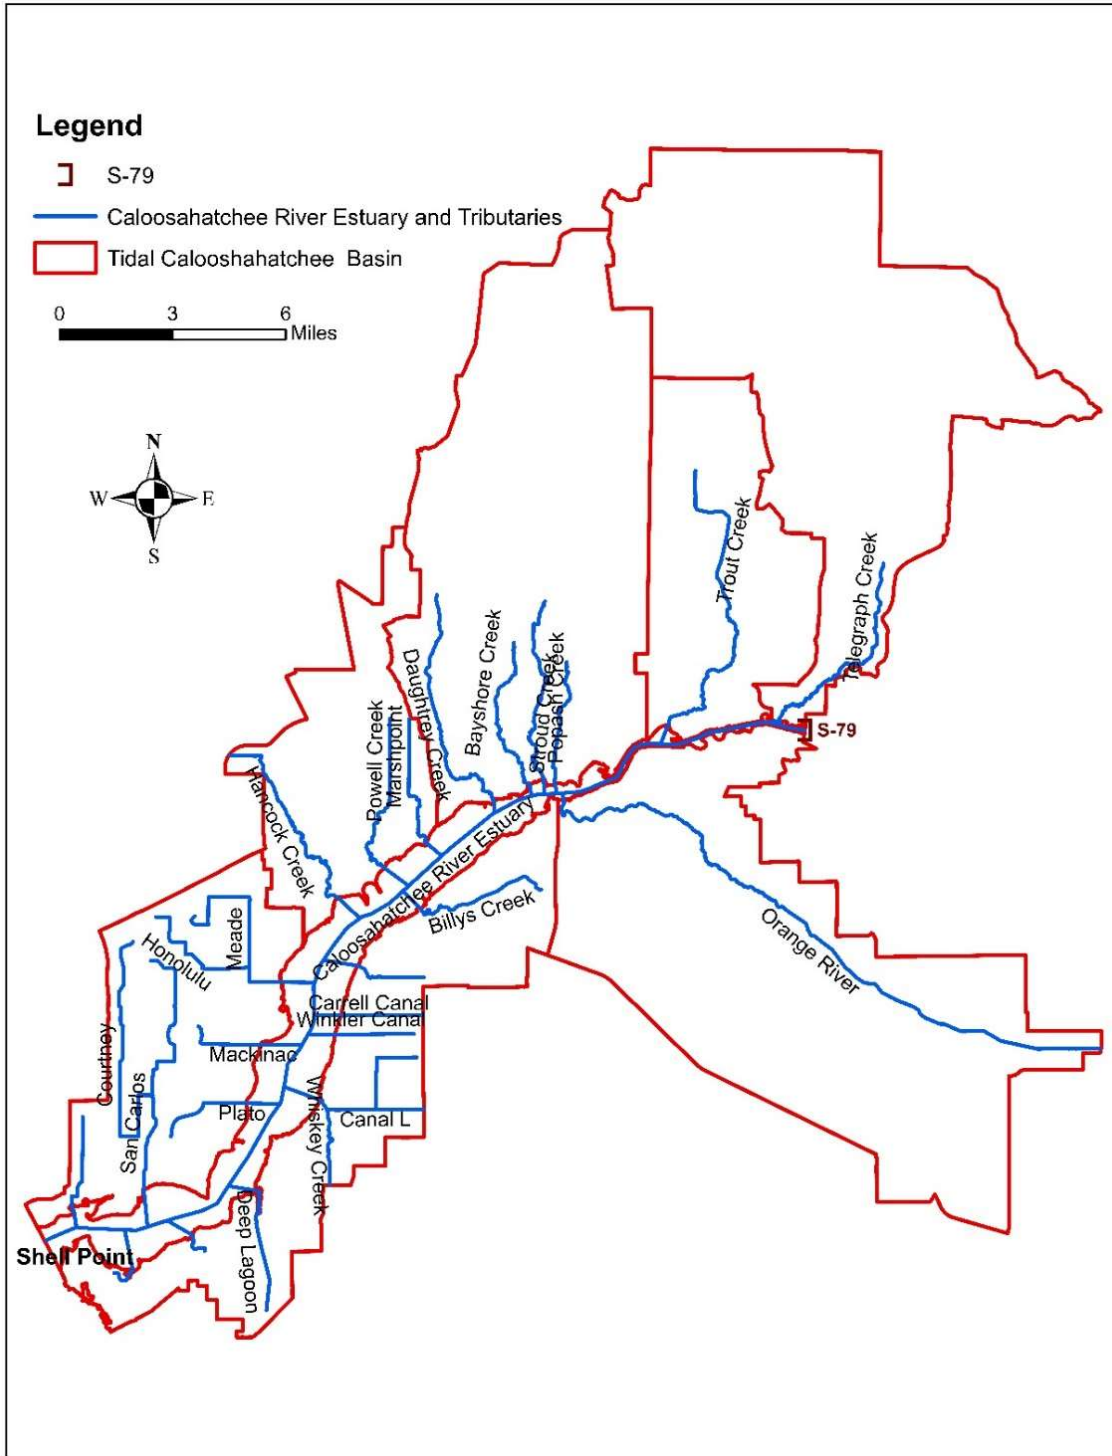 Legend
S-79
Caloosahatchee River Estuary and Tributaries
Tidal Calooshahatchee Basin
0 3 6
Miles
N
W E
S
Trout Creek
Telegraph Creek
Bayshore Creek
Stroud Creek
Popash Creek
Daughtrey Creek
Powell Creek
Marshpoint
S-79
Hancock Creek
Caloosahatchee River Estuary
Billys Creek
Orange River
Meade
Honolulu
Caloosahatchee River Estuary
Carrell Canal
Winkler Canal
Courtney
Mackinac
San Carlos
Plato
Whiskey Creek
Canal L
Deep Lagoon
Shell Point